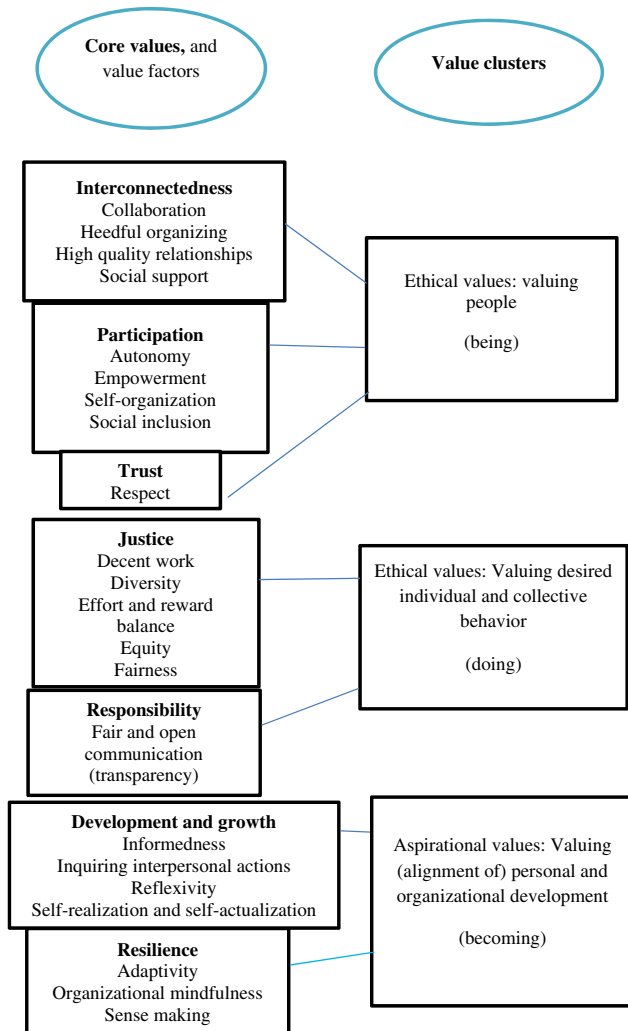 Core values, and
value factors
Value clusters
Interconnectedness
Collaboration
Heedful organizing
High quality relationships
Social support
Participation
Autonomy
Empowerment
Self-organization
Social inclusion
Trust
Respect
Ethical values: valuing
people
(being)
Justice
Decent work
Diversity
Effort and reward
balance
Equity
Fairness
Responsibility
Fair and open
communication
(transparency)
Ethical values: Valuing desired
individual and collective
behavior
(doing)
Development and growth
Informedness
Inquiring interpersonal actions
Reflexivity
Self-realization and self-actualization
Resilience
Adaptivity
Organizational mindfulness
Sense making
Aspirational values: Valuing
(alignment of) personal and
organizational development
(becoming)